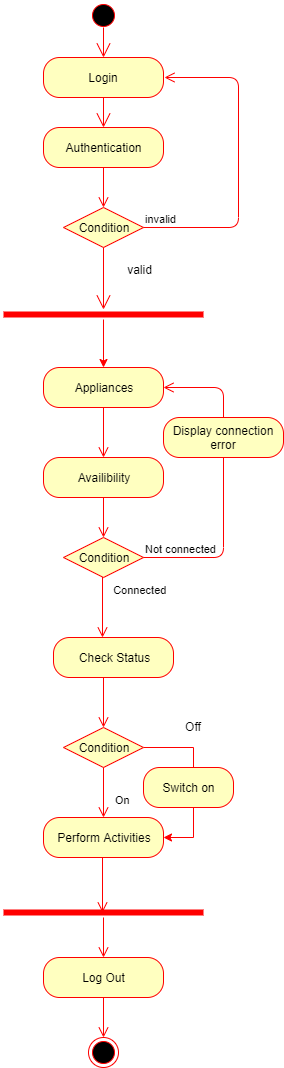 Login
Authentication
Condition
invalid
valid
Appliances
Display connection
error
Availibility
Condition
Not connected
Connected
Check Status
Off
Condition
Switch on
On
Perform Activities
Log Out